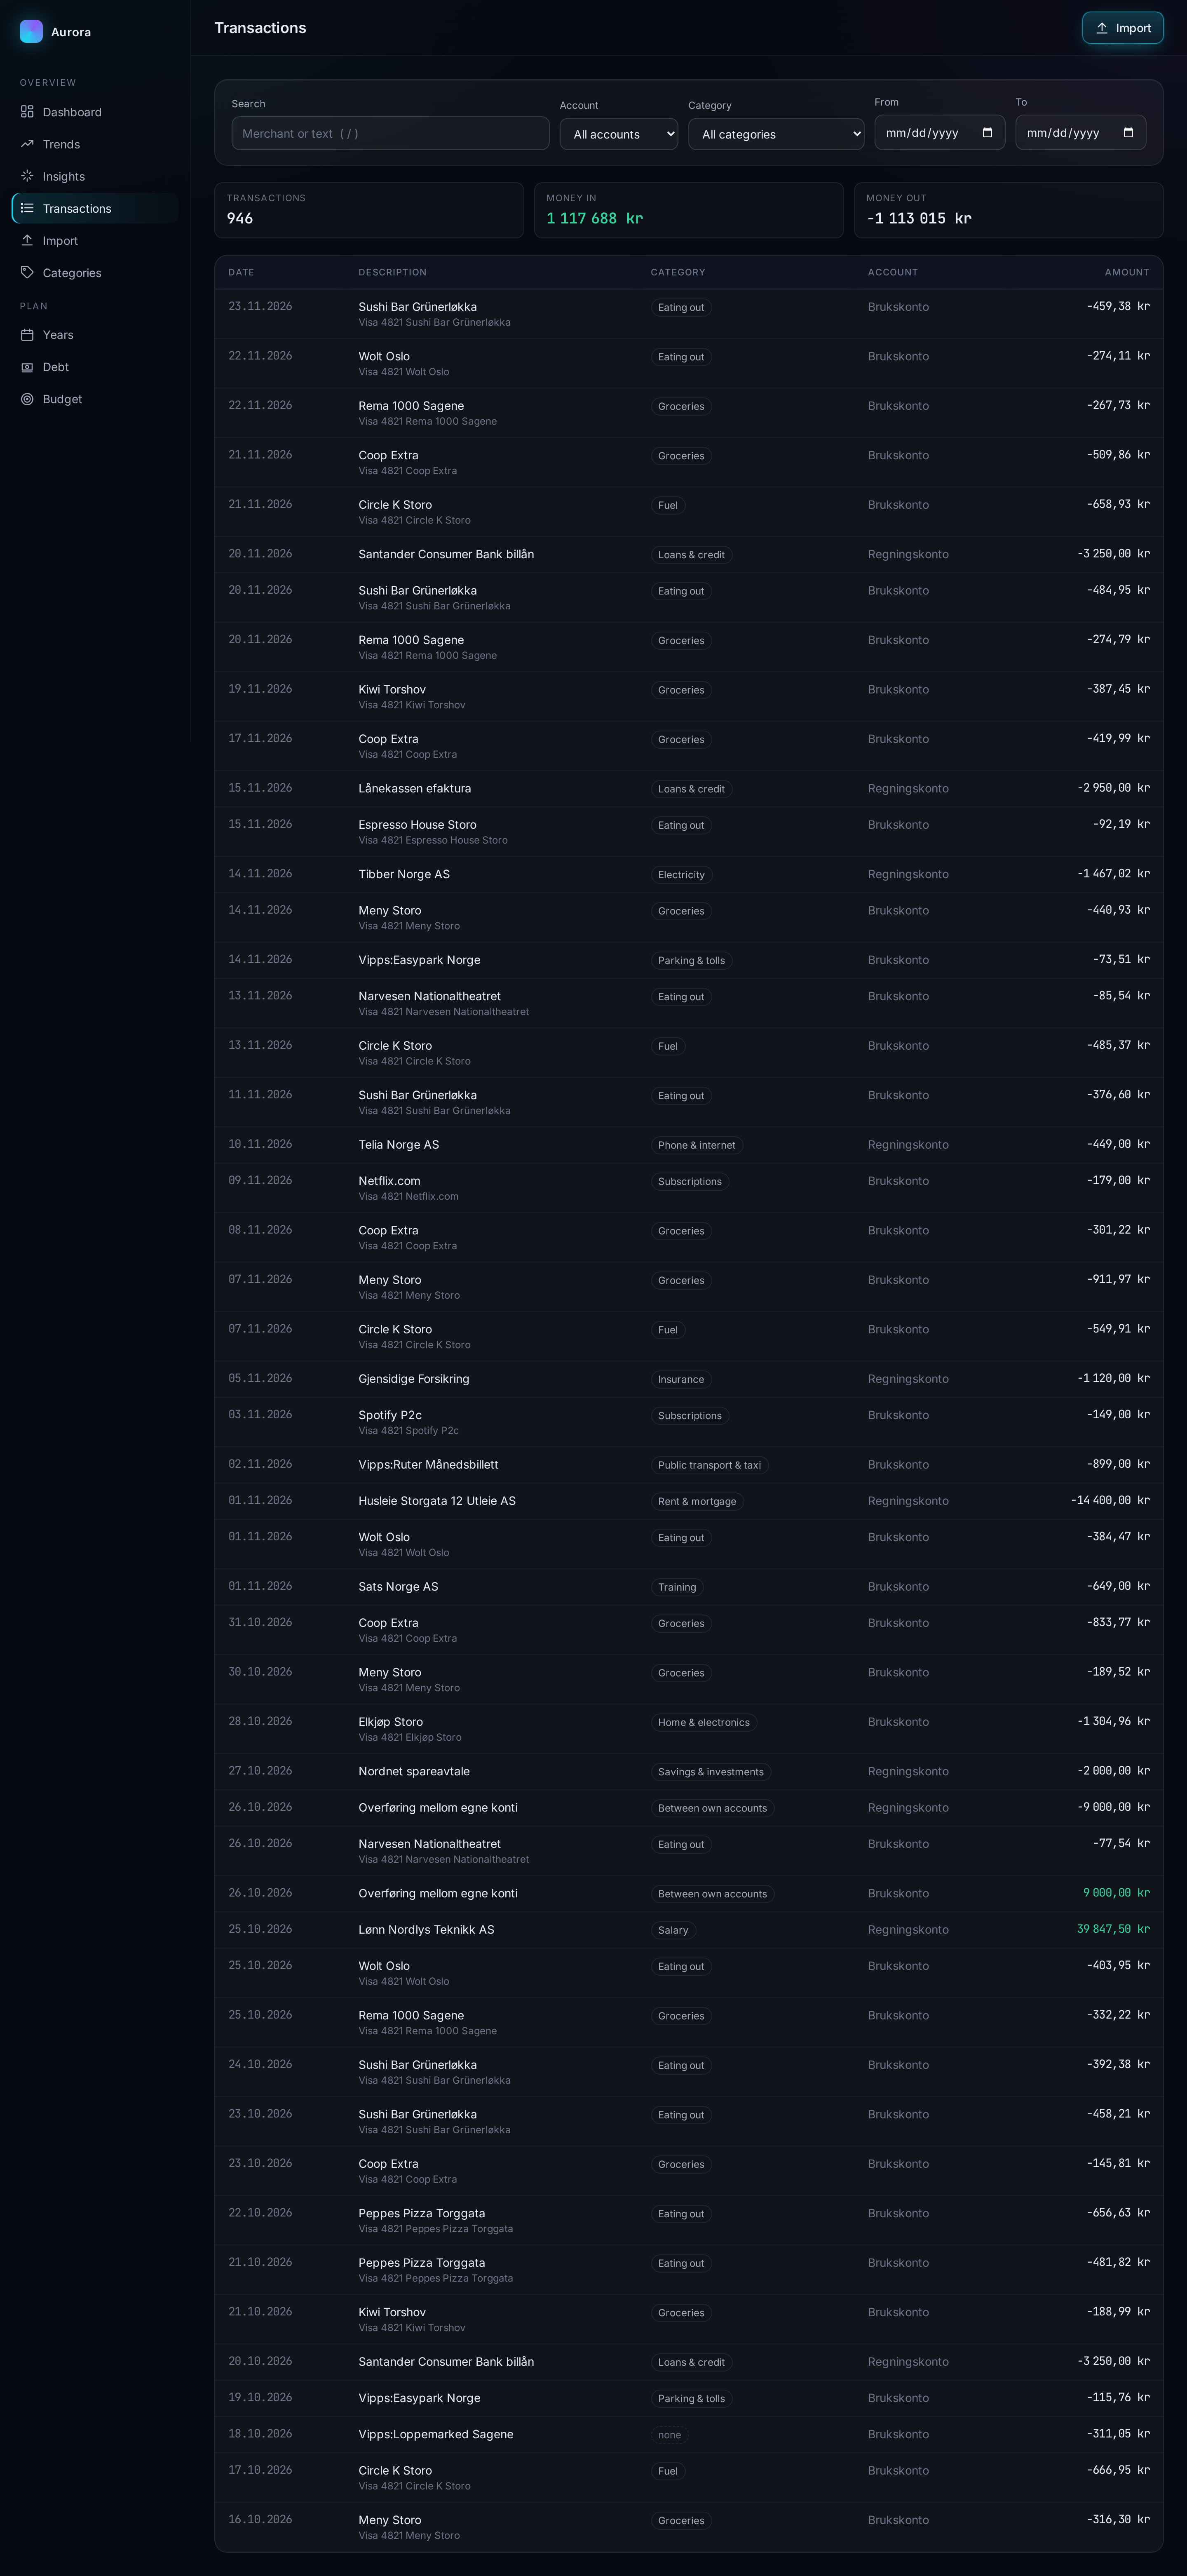 Aurora
OVERVIEW
Dashboard
Trends
Insights
Transactions
Import
Categories
PLAN
Years
Debt
Budget
Transactions
Import
Search
Merchant or text ( / )
Account
All accounts
Category
All categories
From
mm/dd/yyyy
To
mm/dd/yyyy
TRANSACTIONS
946
MONEY IN
1 117 688 kr
MONEY OUT
-1 113 015 kr
DATE DESCRIPTION CATEGORY ACCOUNT AMOUNT
23.11.2026 Sushi Bar Grünerløkka Eating out Brukskonto -459,38 kr
Visa 4821 Sushi Bar Grünerløkka
22.11.2026 Wolt Oslo Eating out Brukskonto -274,11 kr
Visa 4821 Wolt Oslo
22.11.2026 Rema 1000 Sagene Groceries Brukskonto -267,73 kr
Visa 4821 Rema 1000 Sagene
21.11.2026 Coop Extra Groceries Brukskonto -509,86 kr
Visa 4821 Coop Extra
21.11.2026 Circle K Storo Fuel Brukskonto -658,93 kr
Visa 4821 Circle K Storo
20.11.2026 Santander Consumer Bank billån Loans & credit Regningskonto -3 250,00 kr
20.11.2026 Sushi Bar Grünerløkka Eating out Brukskonto -484,95 kr
Visa 4821 Sushi Bar Grünerløkka
20.11.2026 Rema 1000 Sagene Groceries Brukskonto -274,79 kr
Visa 4821 Rema 1000 Sagene
19.11.2026 Kiwi Torshov Groceries Brukskonto -387,45 kr
Visa 4821 Kiwi Torshov
17.11.2026 Coop Extra Groceries Brukskonto -419,99 kr
Visa 4821 Coop Extra
15.11.2026 Lånekassen efaktura Loans & credit Regningskonto -2 950,00 kr
15.11.2026 Espresso House Storo Eating out Brukskonto -92,19 kr
Visa 4821 Espresso House Storo
14.11.2026 Tibber Norge AS Electricity Regningskonto -1 467,02 kr
14.11.2026 Meny Storo Groceries Brukskonto -440,93 kr
Visa 4821 Meny Storo
14.11.2026 Vipps:Easypark Norge Parking & tolls Brukskonto -73,51 kr
13.11.2026 Narvesen Nationaltheatret Eating out Brukskonto -85,54 kr
Visa 4821 Narvesen Nationaltheatret
13.11.2026 Circle K Storo Fuel Brukskonto -485,37 kr
Visa 4821 Circle K Storo
11.11.2026 Sushi Bar Grünerløkka Eating out Brukskonto -376,60 kr
Visa 4821 Sushi Bar Grünerløkka
10.11.2026 Telia Norge AS Phone & internet Regningskonto -449,00 kr
09.11.2026 Netflix.com Subscriptions Brukskonto -179,00 kr
Visa 4821 Netflix.com
08.11.2026 Coop Extra Groceries Brukskonto -301,22 kr
Visa 4821 Coop Extra
07.11.2026 Meny Storo Groceries Brukskonto -911,97 kr
Visa 4821 Meny Storo
07.11.2026 Circle K Storo Fuel Brukskonto -549,91 kr
Visa 4821 Circle K Storo
05.11.2026 Gjensidige Forsikring Insurance Regningskonto -1 120,00 kr
03.11.2026 Spotify P2c Subscriptions Brukskonto -149,00 kr
Visa 4821 Spotify P2c
02.11.2026 Vipps:Ruter Månedsbillett Public transport & taxi Brukskonto -899,00 kr
01.11.2026 Husleie Storgata 12 Utleie AS Rent & mortgage Regningskonto -14 400,00 kr
01.11.2026 Wolt Oslo Eating out Brukskonto -384,47 kr
Visa 4821 Wolt Oslo
01.11.2026 Sats Norge AS Training Brukskonto -649,00 kr
31.10.2026 Coop Extra Groceries Brukskonto -833,77 kr
Visa 4821 Coop Extra
30.10.2026 Meny Storo Groceries Brukskonto -189,52 kr
Visa 4821 Meny Storo
28.10.2026 Elkjøp Storo Home & electronics Brukskonto -1 304,96 kr
Visa 4821 Elkjøp Storo
27.10.2026 Nordnet spareavtale Savings & investments Regningskonto -2 000,00 kr
26.10.2026 Overføring mellom egne konti Between own accounts Regningskonto -9 000,00 kr
26.10.2026 Narvesen Nationaltheatret Eating out Brukskonto -77,54 kr
Visa 4821 Narvesen Nationaltheatret
26.10.2026 Overføring mellom egne konti Between own accounts Brukskonto 9 000,00 kr
25.10.2026 Lønn Nordlys Teknikk AS Salary Regningskonto 39 847,50 kr
25.10.2026 Wolt Oslo Eating out Brukskonto -403,95 kr
Visa 4821 Wolt Oslo
25.10.2026 Rema 1000 Sagene Groceries Brukskonto -332,22 kr
Visa 4821 Rema 1000 Sagene
24.10.2026 Sushi Bar Grünerløkka Eating out Brukskonto -392,38 kr
Visa 4821 Sushi Bar Grünerløkka
23.10.2026 Sushi Bar Grünerløkka Eating out Brukskonto -458,21 kr
Visa 4821 Sushi Bar Grünerløkka
23.10.2026 Coop Extra Groceries Brukskonto -145,81 kr
Visa 4821 Coop Extra
22.10.2026 Peppes Pizza Torggata Eating out Brukskonto -656,63 kr
Visa 4821 Peppes Pizza Torggata
21.10.2026 Peppes Pizza Torggata Eating out Brukskonto -481,82 kr
Visa 4821 Peppes Pizza Torggata
21.10.2026 Kiwi Torshov Groceries Brukskonto -188,99 kr
Visa 4821 Kiwi Torshov
20.10.2026 Santander Consumer Bank billån Loans & credit Regningskonto -3 250,00 kr
19.10.2026 Vipps:Easypark Norge Parking & tolls Brukskonto -115,76 kr
18.10.2026 Vipps:Loppemarked Sagene none Brukskonto -311,05 kr
17.10.2026 Circle K Storo Fuel Brukskonto -666,95 kr
Visa 4821 Circle K Storo
16.10.2026 Meny Storo Groceries Brukskonto -316,30 kr
Visa 4821 Meny Storo